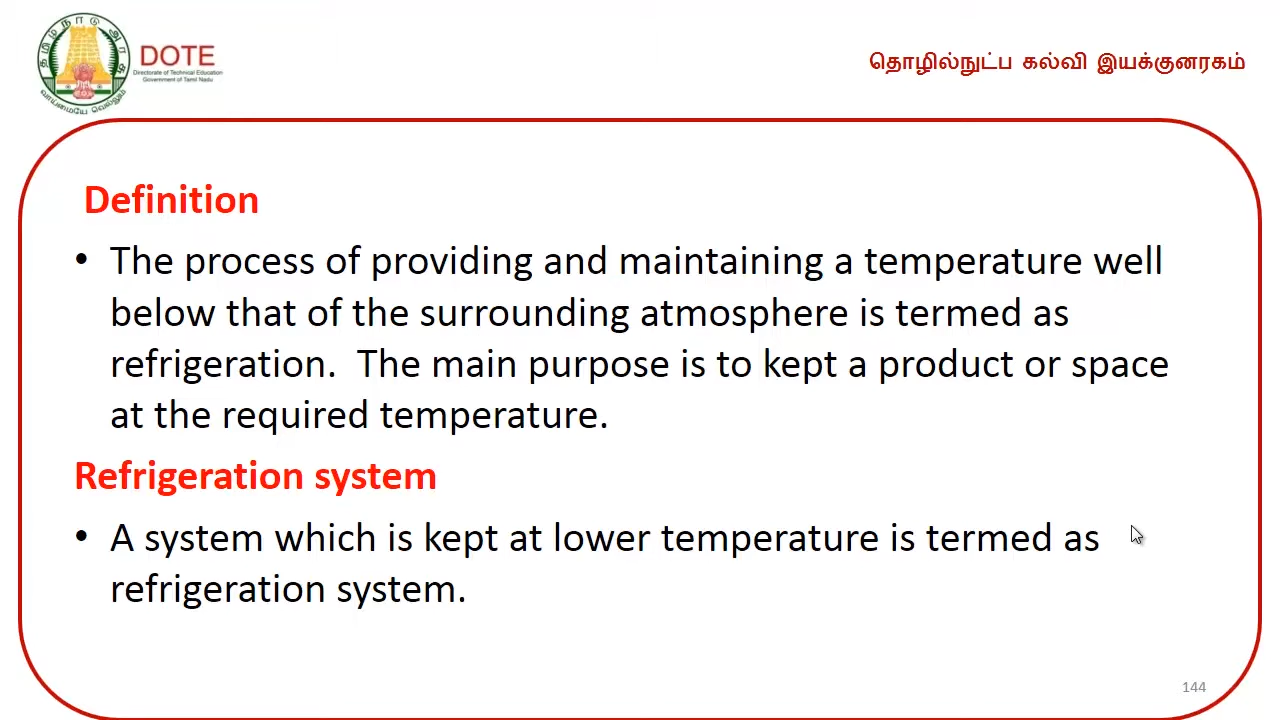 தமிழ்நாடு அரசு
DOTE
Directorate of Technical Education
Government of Tamil Nadu
வாய்மையே வெல்லும்
தொழில்நுட்ப கல்வி இயக்குனரகம்
Definition
• The process of providing and maintaining a temperature well
below that of the surrounding atmosphere is termed as
refrigeration.  The main purpose is to kept a product or space
at the required temperature.
Refrigeration system
• A system which is kept at lower temperature is termed as
refrigeration system.
144